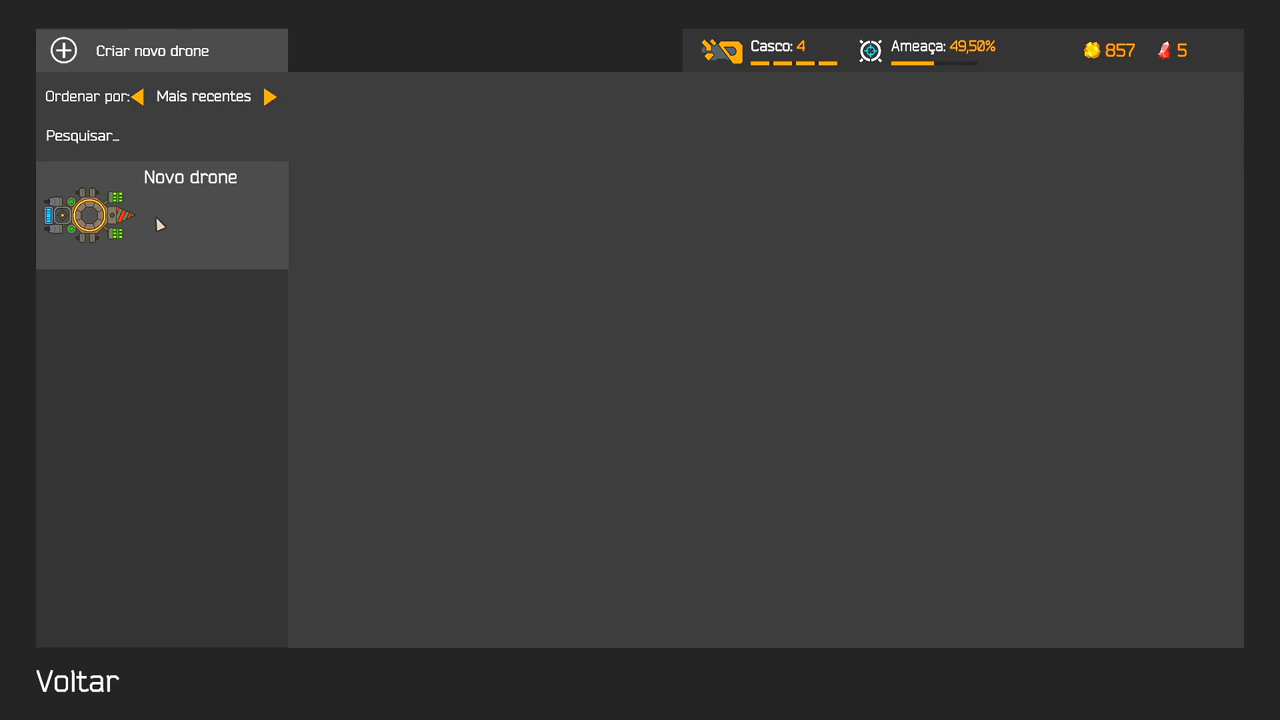 Criar novo drone
Casco: 4
Ameaça: 49,50%
857
5
Ordenar por:
Mais recentes
Pesquisar...
Novo drone
Voltar